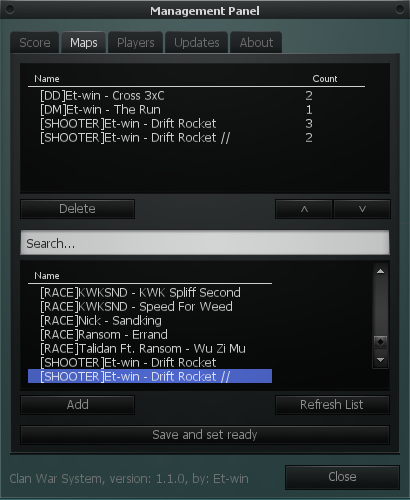 Management Panel
Score Maps Players Updates About
Name Count
[DD]Et-win - Cross 3xC 2
[DM]Et-win - The Run 1
[SHOOTER]Et-win - Drift Rocket 3
[SHOOTER]Et-win - Drift Rocket // 2
Delete
Search...
Name
[RACE]KWKSND - KWK Spliff Second
[RACE]KWKSND - Speed For Weed
[RACE]Nick - Sandking
[RACE]Ransom - Errand
[RACE]Talidan Ft. Ransom - Wu Zi Mu
[SHOOTER]Et-win - Drift Rocket
[SHOOTER]Et-win - Drift Rocket //
Add Refresh List
Save and set ready
Clan War System, version: 1.1.0, by: Et-win Close